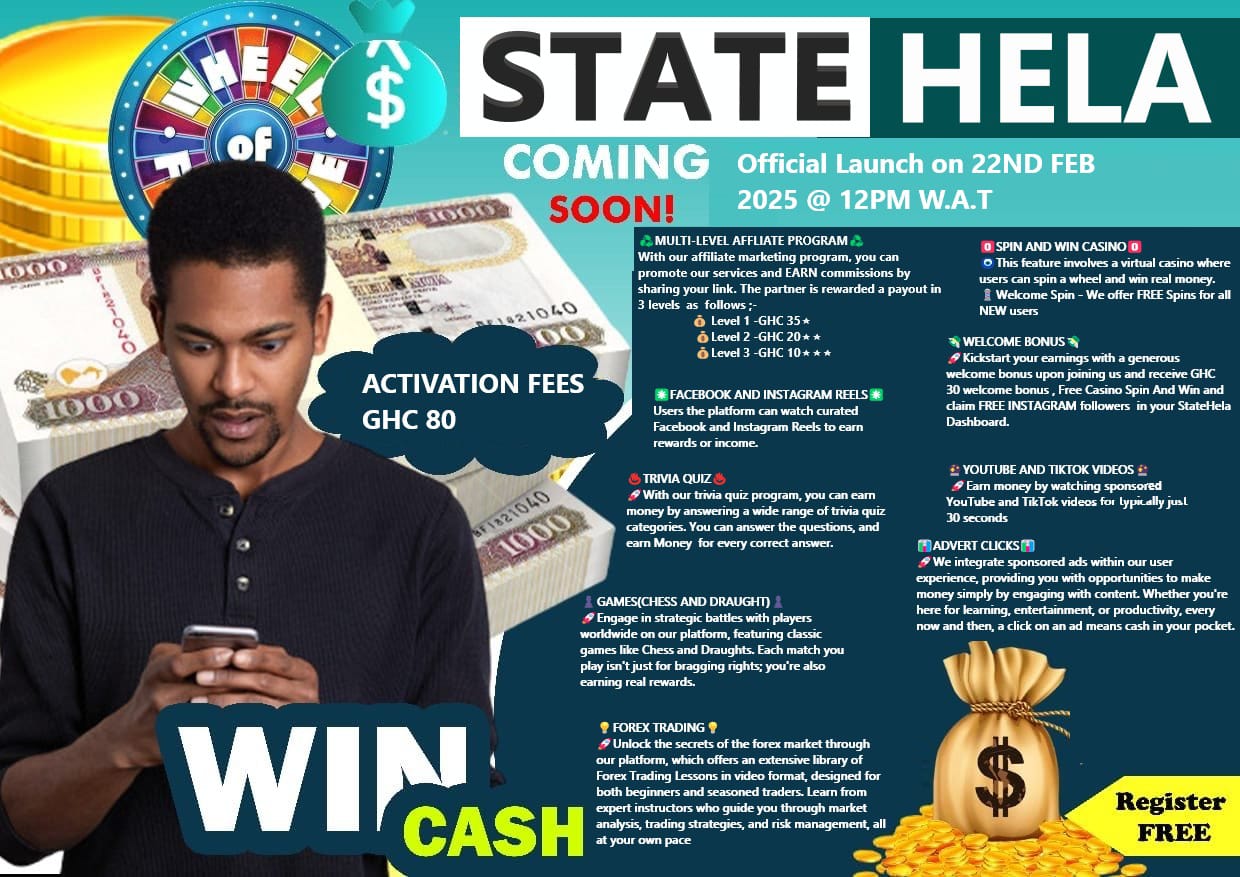 WHEEL
of
$
STATE HELA
COMING
SOON!
Official Launch on 22ND FEB
2025 @ 12PM W.A.T
1000
1000
1000
1000
1000
BF1821040
BF1821040
ACTIVATION FEES
GHC 80
♻MULTI-LEVEL AFFLIATE PROGRAM♻
With our affiliate marketing program, you can
promote our services and EARN commissions by
sharing your link. The partner is rewarded a payout in
3 levels as follows ;-
💰 Level 1 -GHC 35⭑
💰 Level 2 -GHC 20⭑⭑
💰 Level 3 -GHC 10⭑⭑⭑
✳FACEBOOK AND INSTAGRAM REELS✳
Users the platform can watch curated
Facebook and Instagram Reels to earn
rewards or income.
♨TRIVIA QUIZ♨
🚀With our trivia quiz program, you can earn
money by answering a wide range of trivia quiz
categories. You can answer the questions, and
earn Money for every correct answer.
♟GAMES(CHESS AND DRAUGHT)♟
🚀Engage in strategic battles with players
worldwide on our platform, featuring classic
games like Chess and Draughts. Each match you
play isn't just for bragging rights; you're also
earning real rewards.
💡FOREX TRADING💡
🚀Unlock the secrets of the forex market through
our platform, which offers an extensive library of
Forex Trading Lessons in video format, designed for
both beginners and seasoned traders. Learn from
expert instructors who guide you through market
analysis, trading strategies, and risk management, all
at your own pace
SPIN AND WIN CASINO
This feature involves a virtual casino where
users can spin a wheel and win real money.
Welcome Spin - We offer FREE Spins for all
NEW users
💸WELCOME BONUS💸
🚀Kickstart your earnings with a generous
welcome bonus upon joining us and receive GHC
30 welcome bonus , Free Casino Spin And Win and
claim FREE INSTAGRAM followers in your StateHela
Dashboard.
YOUTUBE AND TIKTOK VIDEOS
🚀Earn money by watching sponsored
YouTube and TikTok videos for typically just
30 seconds
ADVERT CLICKS
🚀We integrate sponsored ads within our user
experience, providing you with opportunities to make
money simply by engaging with content. Whether you're
here for learning, entertainment, or productivity, every
now and then, a click on an ad means cash in your pocket.
WIN
CASH
$
Register
FREE